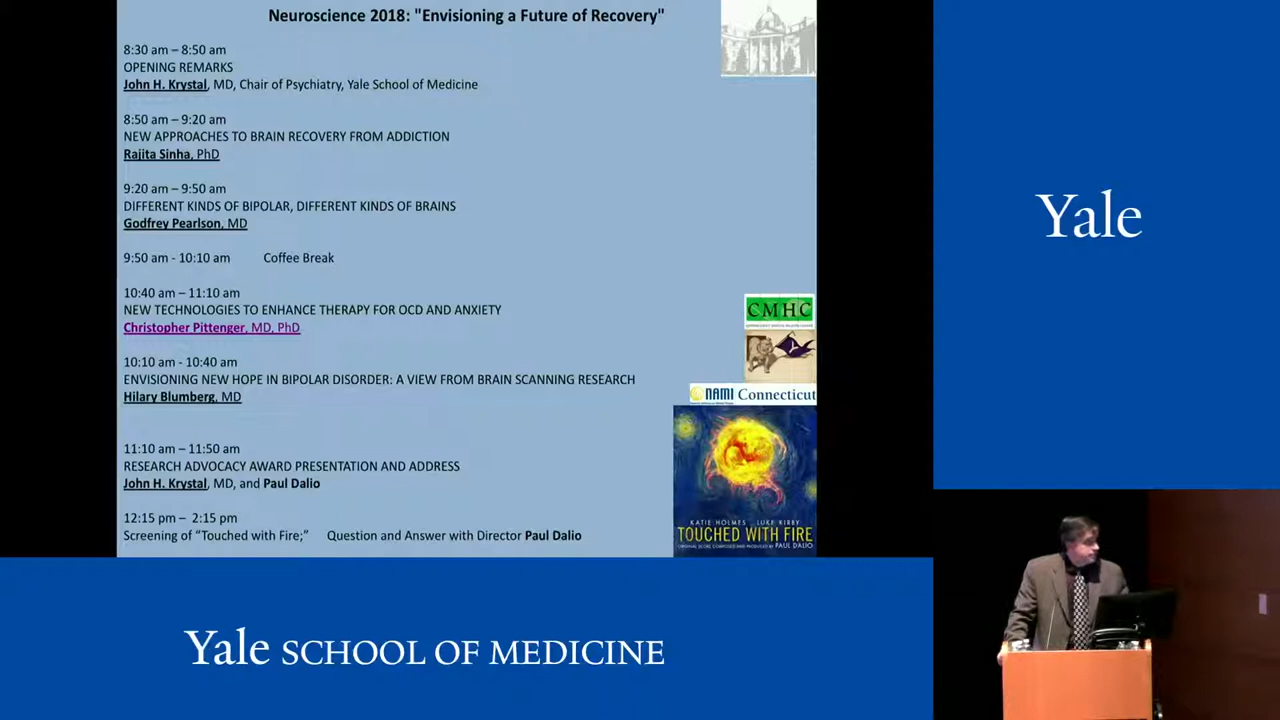 Neuroscience 2018: "Envisioning a Future of Recovery"
8:30 am – 8:50 am
OPENING REMARKS
John H. Krystal, MD, Chair of Psychiatry, Yale School of Medicine
8:50 am – 9:20 am
NEW APPROACHES TO BRAIN RECOVERY FROM ADDICTION
Rajita Sinha, PhD
9:20 am – 9:50 am
DIFFERENT KINDS OF BIPOLAR, DIFFERENT KINDS OF BRAINS
Godfrey Pearlson, MD
9:50 am - 10:10 am Coffee Break
10:40 am – 11:10 am
NEW TECHNOLOGIES TO ENHANCE THERAPY FOR OCD AND ANXIETY
Christopher Pittenger, MD, PhD
10:10 am - 10:40 am
ENVISIONING NEW HOPE IN BIPOLAR DISORDER: A VIEW FROM BRAIN SCANNING RESEARCH
Hilary Blumberg, MD
11:10 am – 11:50 am
RESEARCH ADVOCACY AWARD PRESENTATION AND ADDRESS
John H. Krystal, MD, and Paul Dalio
12:15 pm – 2:15 pm
Screening of “Touched with Fire;” Question and Answer with Director Paul Dalio
CMHC
Y
NAMI Connecticut
KATIE HOLMES LUKE KIRBY
TOUCHED WITH FIRE
ORIGINAL SCORE COMPOSED AND PRODUCED BY PAUL DALIO
Yale
Yale SCHOOL OF MEDICINE